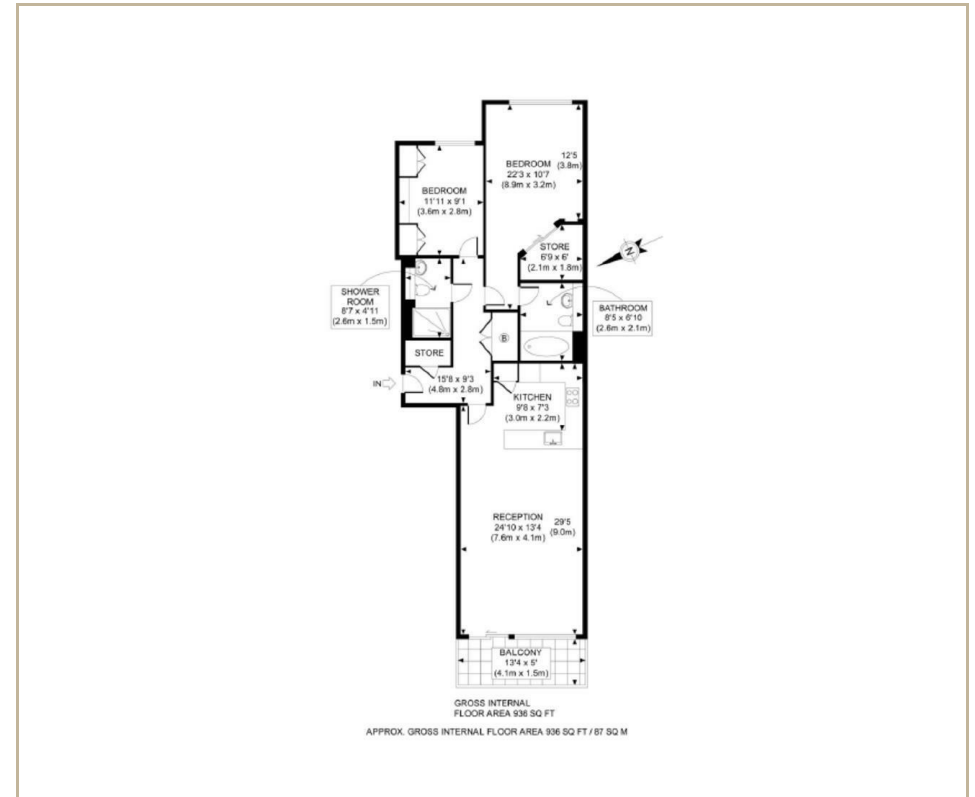 BEDROOM
22'3 x 10'7
(8.9m x 3.2m)
12'5
(3.8m)
BEDROOM
11'11 x 9'1
(3.6m x 2.8m)
STORE
6'9 x 6'
(2.1m x 1.8m)
N
SHOWER
ROOM
8'7 x 4'11
(2.6m x 1.5m)
BATHROOM
8'5 x 6'10
(2.6m x 2.1m)
B
STORE
IN
15'8 x 9'3
(4.8m x 2.8m)
KITCHEN
9'8 x 7'3
(3.0m x 2.2m)
RECEPTION
24'10 x 13'4
(7.6m x 4.1m)
29'5
(9.0m)
BALCONY
13'4 x 5'
(4.1m x 1.5m)
GROSS INTERNAL
FLOOR AREA 936 SQ FT
APPROX. GROSS INTERNAL FLOOR AREA 936 SQ FT / 87 SQ M